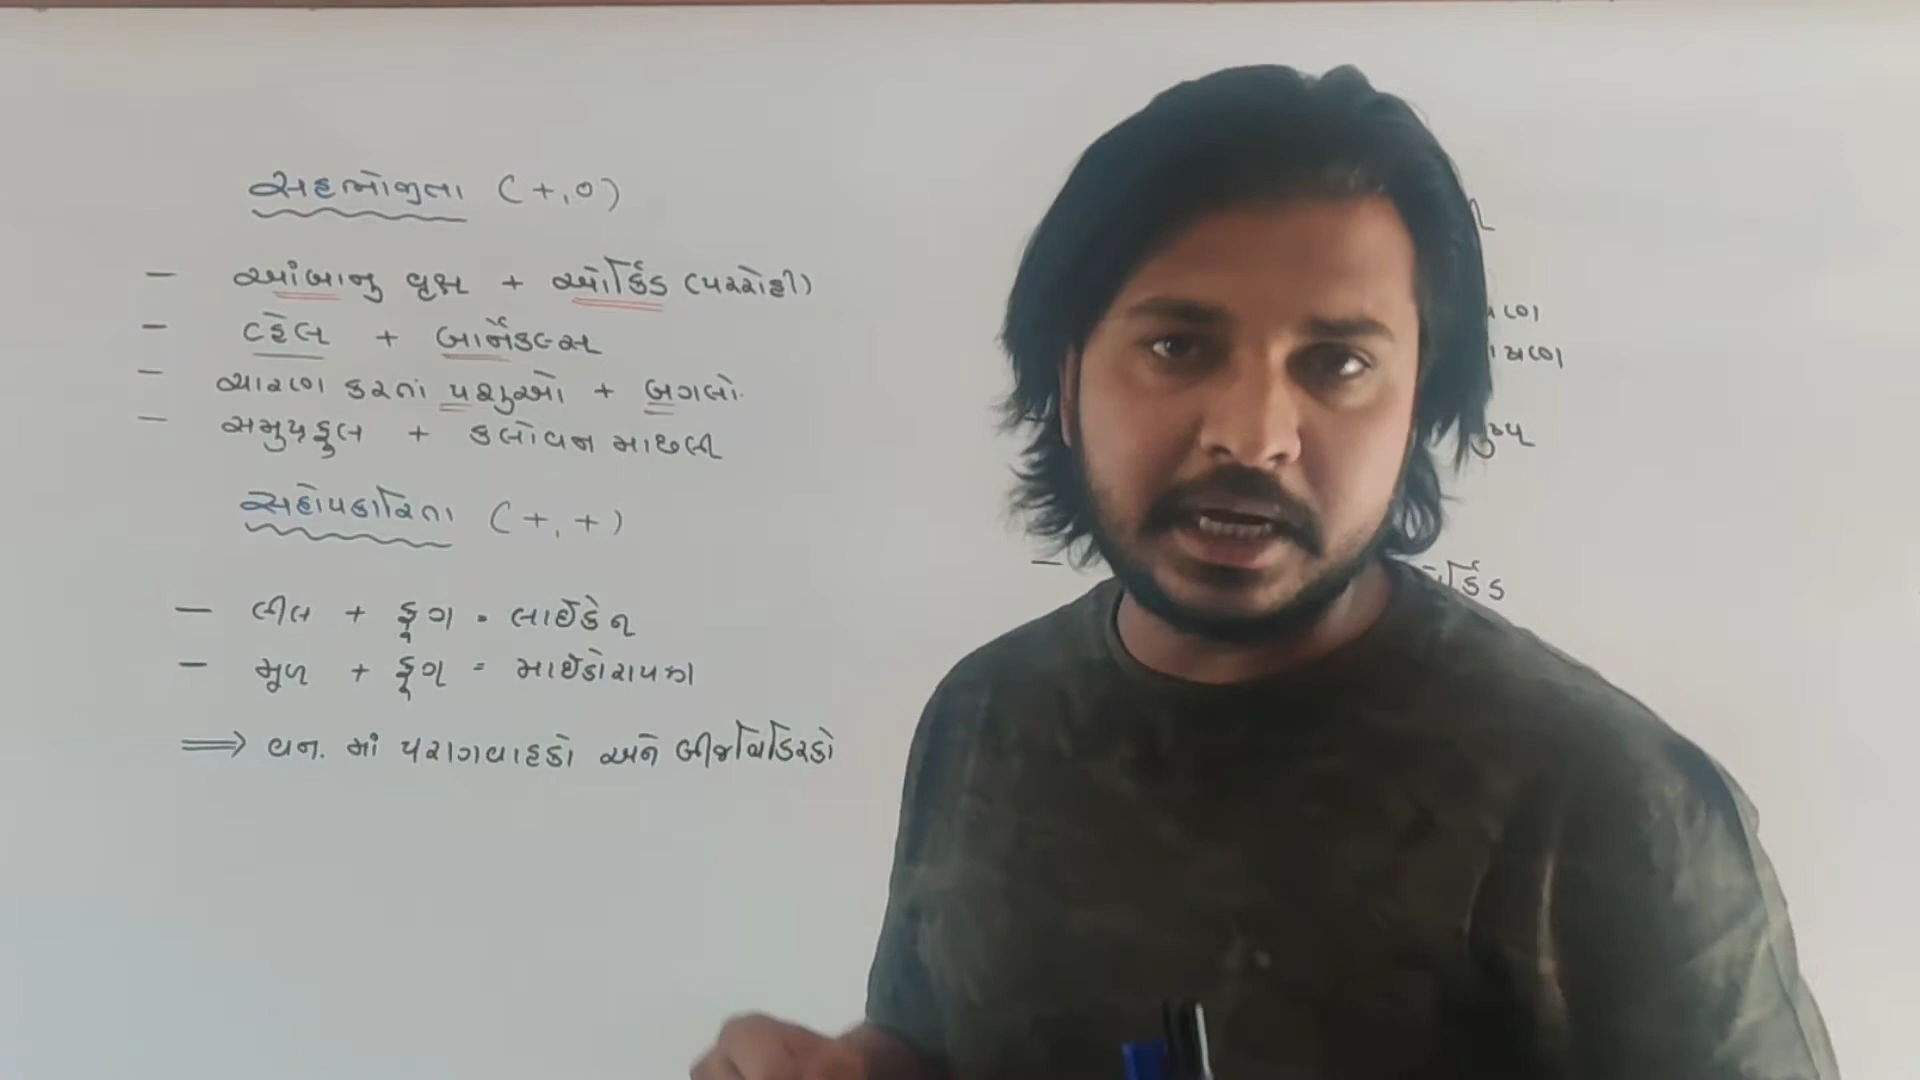 સહભોજીતા (+,0)
- આંબાનુ વૃક્ષ + ઓર્કિડ (પરરોહી)
- વ્હેલ + બાર્નેકલ્સ
- ચારણ કરતાં પશુઓ + બગલો
- સમુદ્રફુલ + કલોવન માછલી
સહોપકારિતા (+, +)
- લીલ + ફૂગ = લાઈકેન
- મૂળ + ફૂગ = માઈકોરાયઝા
⇒ વન. માં પરાગવાહકો અને બીજવિકિરકો